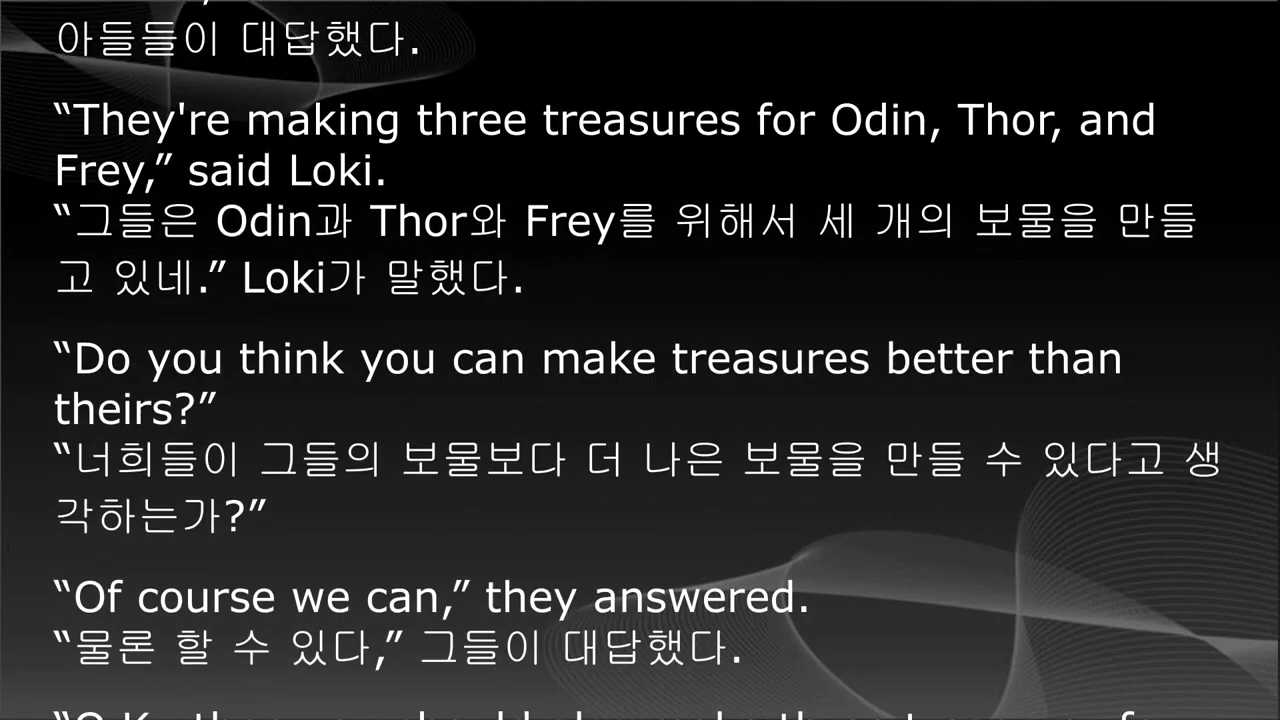 아들들이 대답했다.
“They're making three treasures for Odin, Thor, and
Frey,” said Loki.
“그들은 Odin과 Thor와 Frey를 위해서 세 개의 보물을 만들
고 있네.” Loki가 말했다.
“Do you think you can make treasures better than
theirs?”
“너희들이 그들의 보물보다 더 나은 보물을 만들 수 있다고 생
각하는가?”
“Of course we can,” they answered.
“물론 할 수 있다,” 그들이 대답했다.